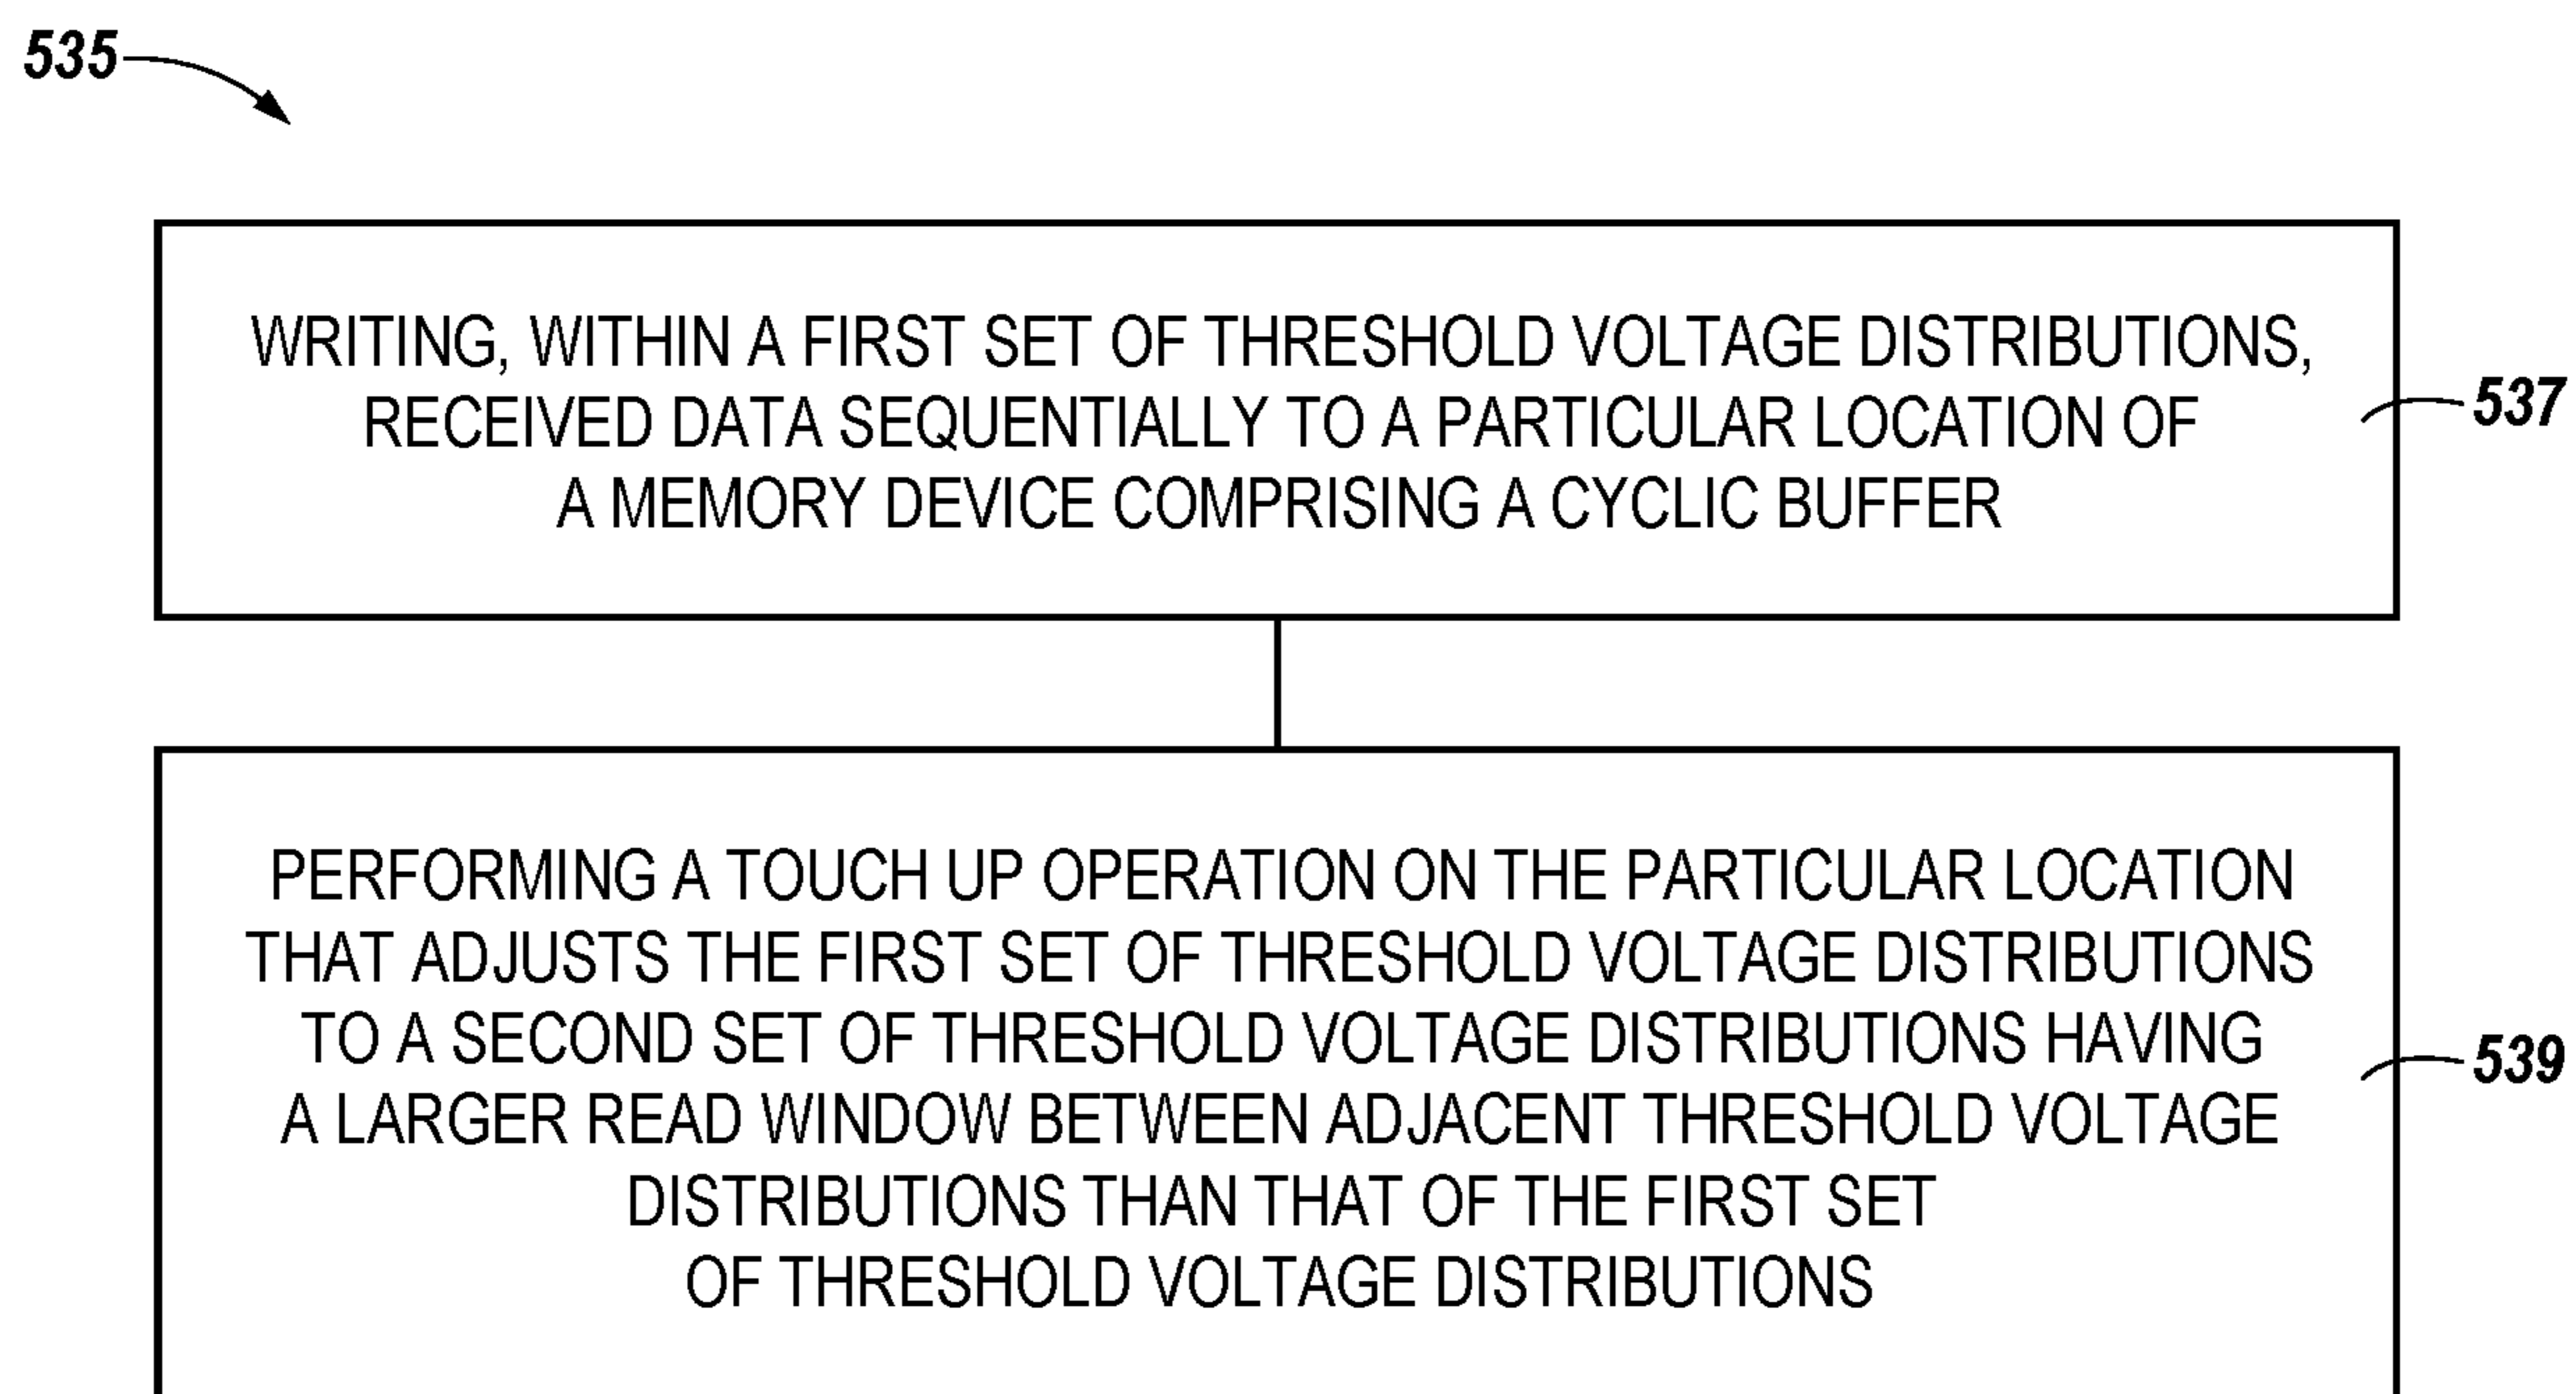 535
WRITING, WITHIN A FIRST SET OF THRESHOLD VOLTAGE DISTRIBUTIONS,
RECEIVED DATA SEQUENTIALLY TO A PARTICULAR LOCATION OF
A MEMORY DEVICE COMPRISING A CYCLIC BUFFER
537
PERFORMING A TOUCH UP OPERATION ON THE PARTICULAR LOCATION
THAT ADJUSTS THE FIRST SET OF THRESHOLD VOLTAGE DISTRIBUTIONS
TO A SECOND SET OF THRESHOLD VOLTAGE DISTRIBUTIONS HAVING
A LARGER READ WINDOW BETWEEN ADJACENT THRESHOLD VOLTAGE
DISTRIBUTIONS THAN THAT OF THE FIRST SET
OF THRESHOLD VOLTAGE DISTRIBUTIONS
539